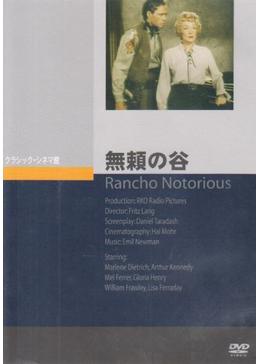 クラシック・シネマ館
無頼の谷
Rancho Notorious
Production: RKO Radio Pictures
Director: Fritz Lang
Screenplay: Daniel Taradash
Cinematography: Hal Mohr
Music: Emil Newman
Starring:
Marlene Dietrich, Arthur Kennedy
Mel Ferrer, Gloria Henry
William Frawley, Lisa Ferraday
DVD
VIDEO